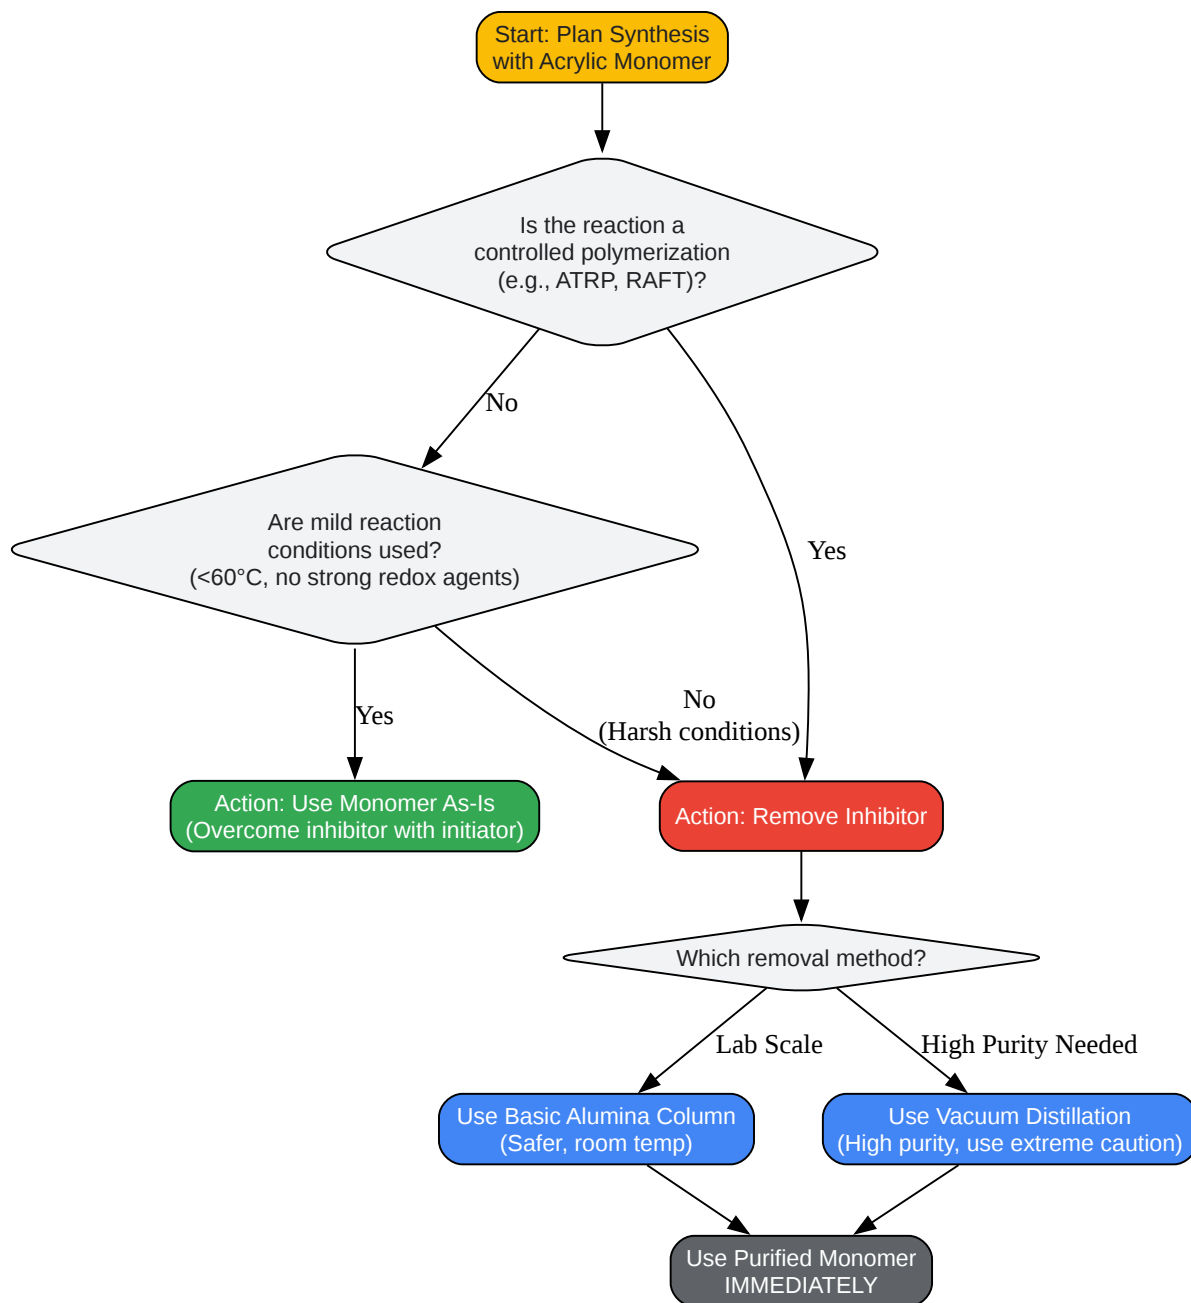 Start: Plan Synthesis
with Acrylic Monomer
Is the reaction a
controlled polymerization
(e.g., ATRP, RAFT)?
No
Are mild reaction
conditions used?
(<60°C, no strong redox agents)
Yes
No
(Harsh conditions)
Yes
Action: Use Monomer As-Is
(Overcome inhibitor with initiator)
Action: Remove Inhibitor
Which removal method?
Lab Scale
High Purity Needed
Use Basic Alumina Column
(Safer, room temp)
Use Vacuum Distillation
(High purity, use extreme caution)
Use Purified Monomer
IMMEDIATELY